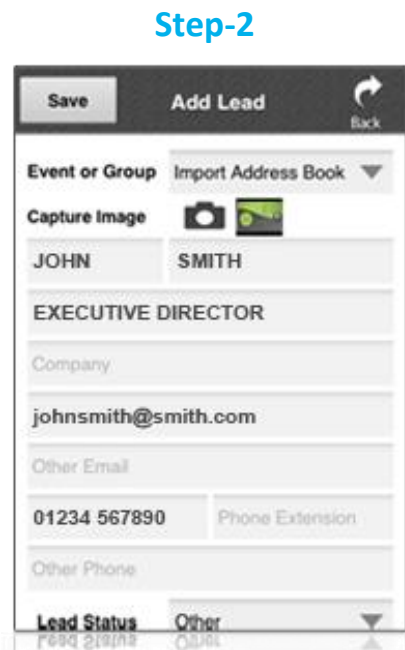 Step-2
Save Add Lead Back
Event or Group Import Address Book
Capture Image
JOHN SMITH
EXECUTIVE DIRECTOR
Company
johnsmith@smith.com
Other Email
01234 567890 Phone Extension
Other Phone
Lead Status Other